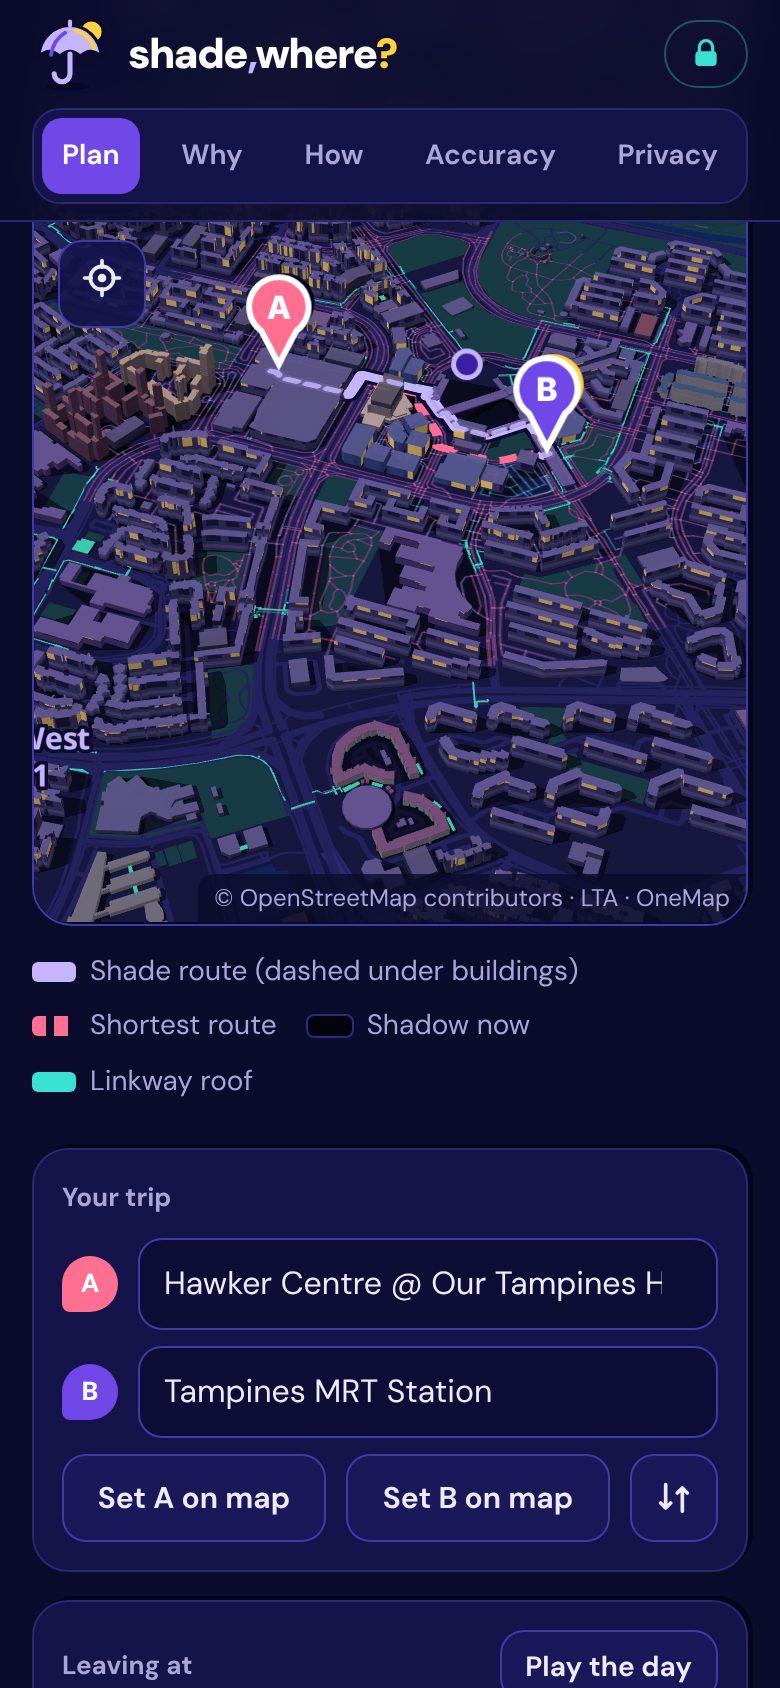 shade,where?
Plan Why How Accuracy Privacy
A
B
1
© OpenStreetMap contributors · LTA · OneMap
Shade route (dashed under buildings)
Shortest route Shadow now
Linkway roof
Your trip
A Hawker Centre @ Our Tampines H
B Tampines MRT Station
Set A on map Set B on map
Leaving at Play the day